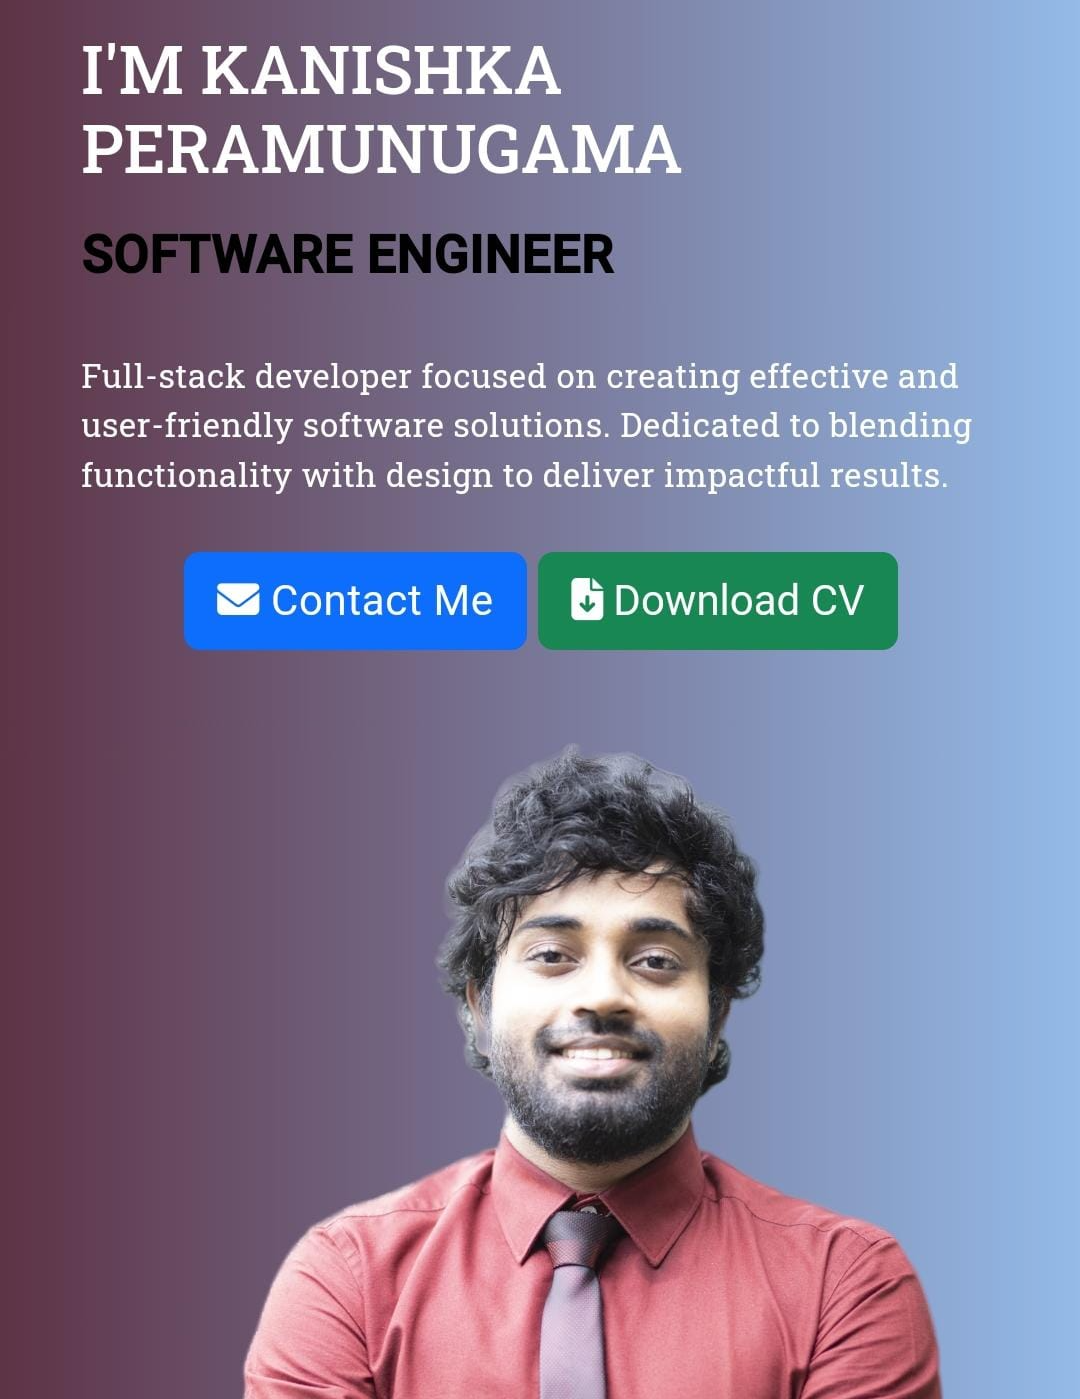 I'M KANISHKA
PERAMUNUGAMA
SOFTWARE ENGINEER
Full-stack developer focused on creating effective and
user-friendly software solutions. Dedicated to blending
functionality with design to deliver impactful results.
Contact Me
Download CV